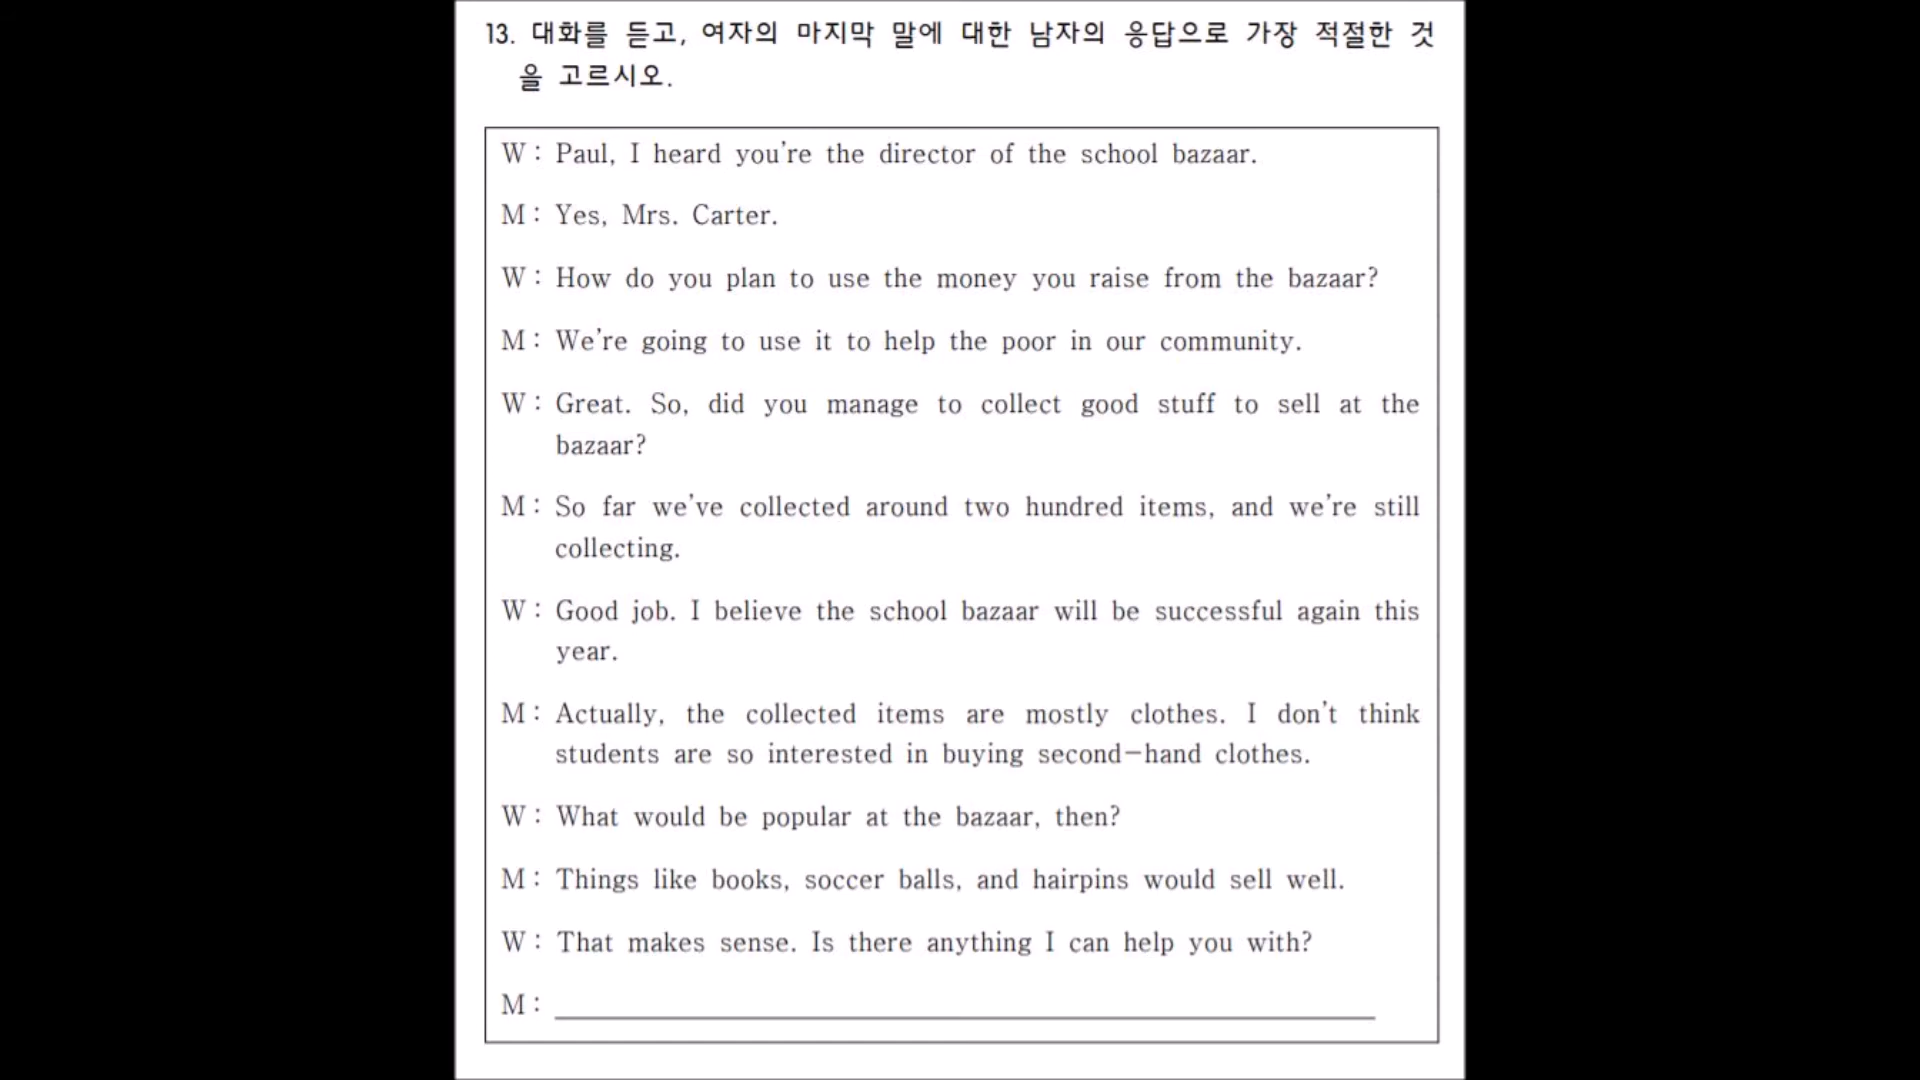 13. 대화를 듣고, 여자의 마지막 말에 대한 남자의 응답으로 가장 적절한 것
을 고르시오.
W: Paul, I heard you're the director of the school bazaar.
M: Yes, Mrs. Carter.
W: How do you plan to use the money you raise from the bazaar?
M: We're going to use it to help the poor in our community.
W: Great. So, did you manage to collect good stuff to sell at the
bazaar?
M: So far we've collected around two hundred items, and we're still
collecting.
W: Good job. I believe the school bazaar will be successful again this
year.
M: Actually, the collected items are mostly clothes. I don't think
students are so interested in buying second-hand clothes.
W: What would be popular at the bazaar, then?
M: Things like books, soccer balls, and hairpins would sell well.
W: That makes sense. Is there anything I can help you with?
M: